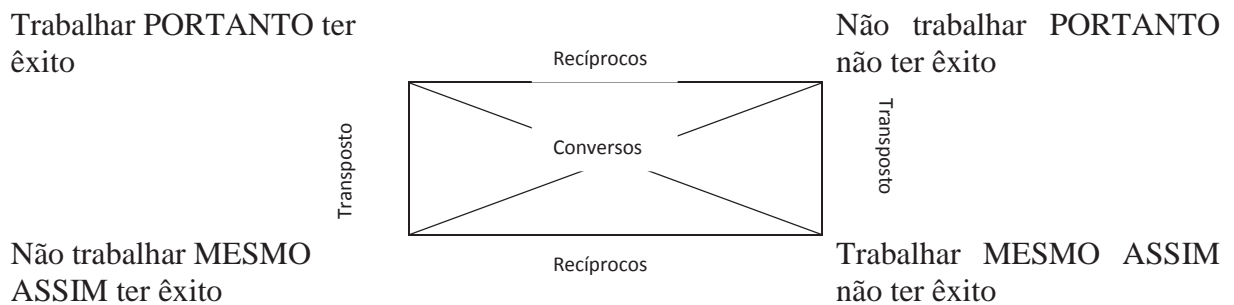 Trabalhar PORTANTO ter
êxito
Recíprocos
Não trabalhar PORTANTO
não ter êxito
Transposto
Conversos
Transposto
Não trabalhar MESMO
ASSIM ter êxito
Recíprocos
Trabalhar MESMO ASSIM
não ter êxito